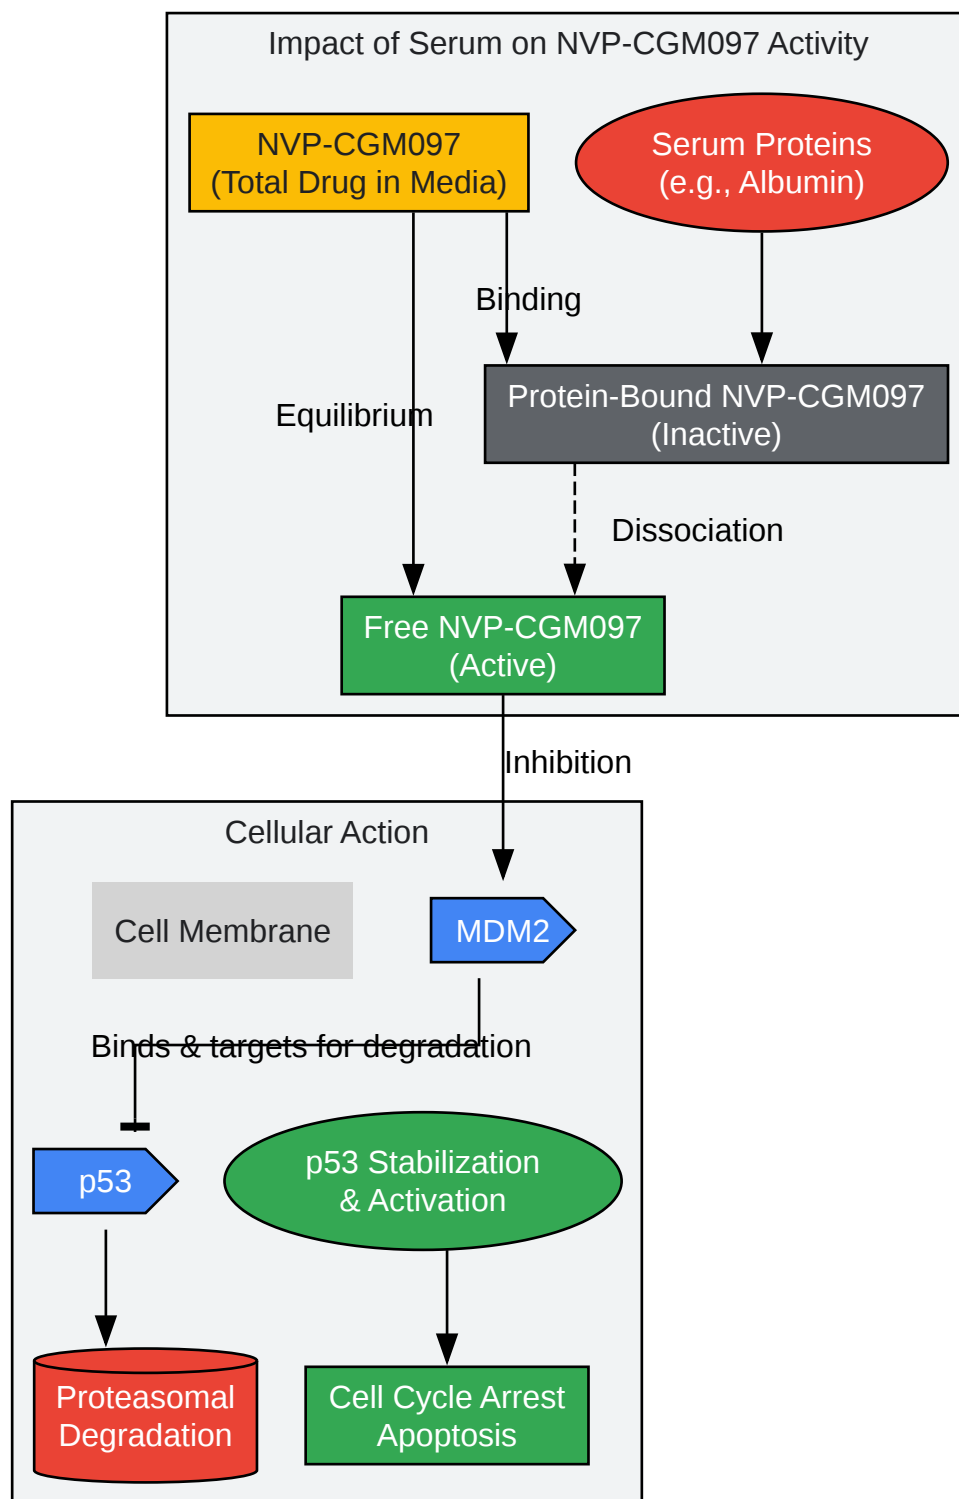 Impact of Serum on NVP-CGM097 Activity
NVP-CGM097
(Total Drug in Media)
Serum Proteins
(e.g., Albumin)
Binding
Protein-Bound NVP-CGM097
(Inactive)
Equilibrium
Dissociation
Free NVP-CGM097
(Active)
Inhibition
Cellular Action
Cell Membrane
MDM2
Binds & targets for degradation
p53
p53 Stabilization
& Activation
Proteasomal
Degradation
Cell Cycle Arrest
Apoptosis